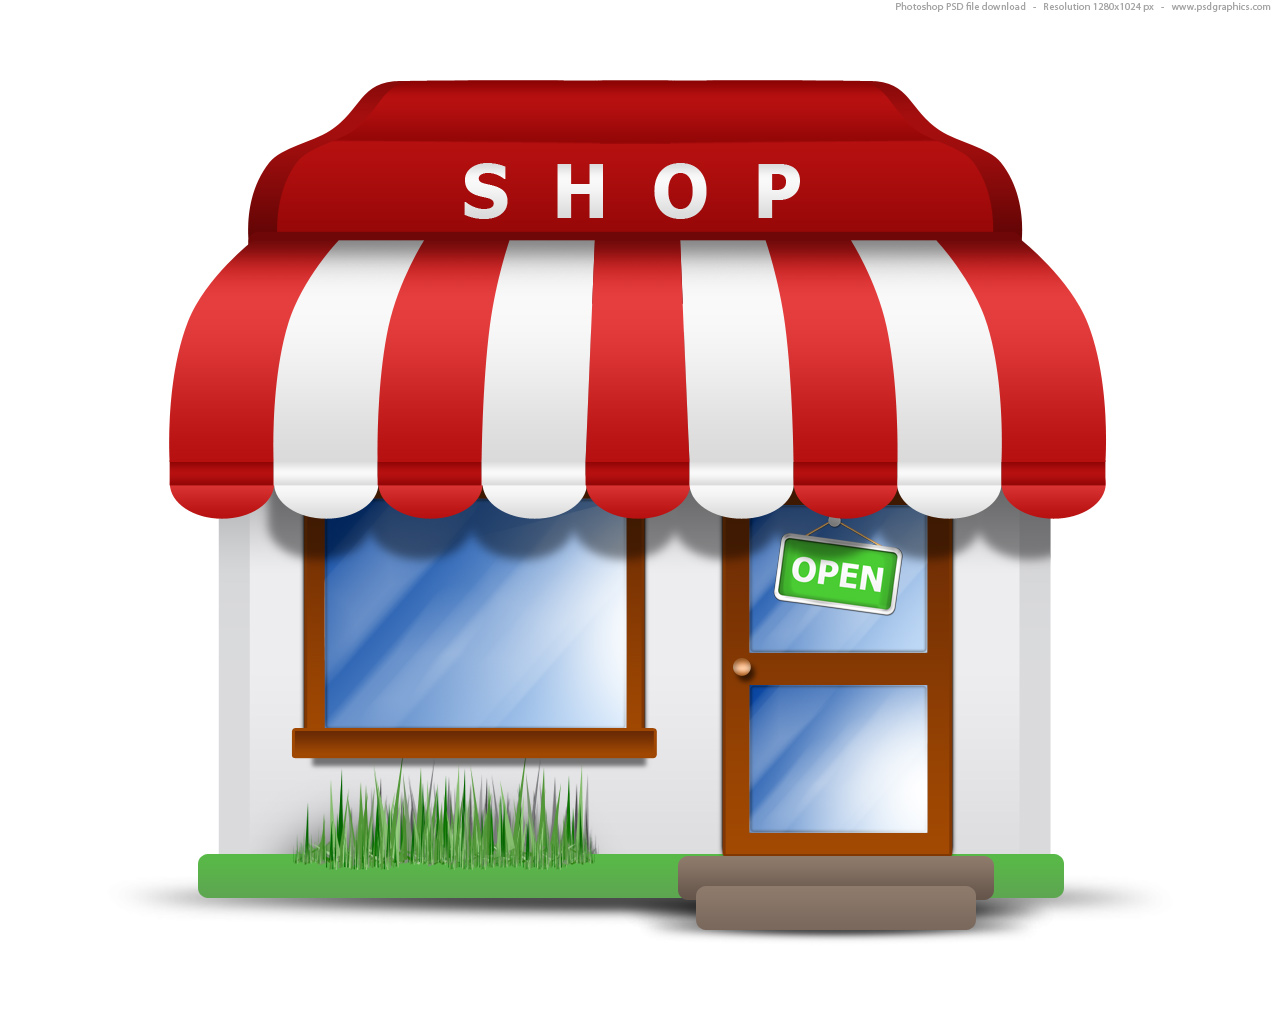 Photoshop PSD file download - Resolution 1280x1024 px - www.psdgraphics.com
SHOP
OPEN